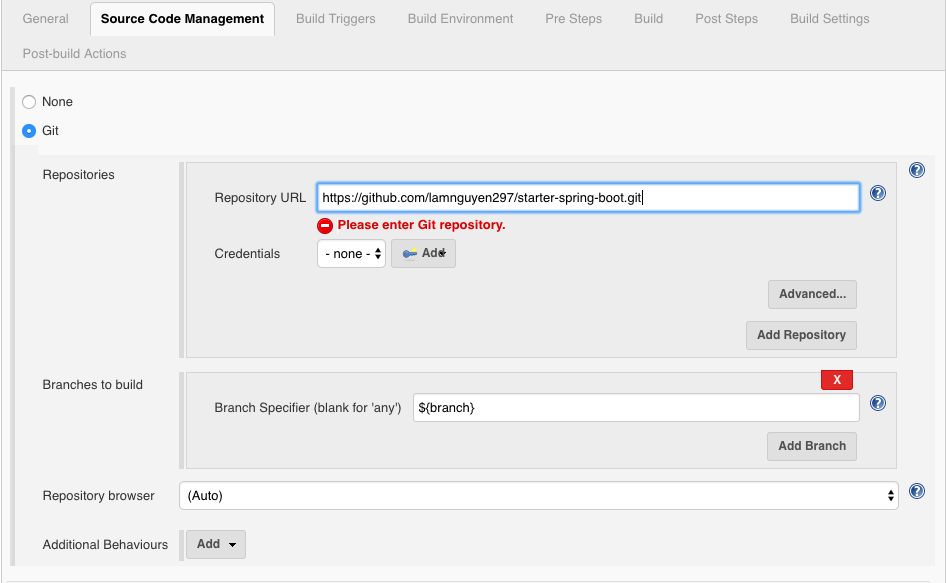 General Source Code Management Build Triggers Build Environment Pre Steps Build Post Steps Build Settings
Post-build Actions
None
Git
Repositories
?
Repository URL https://github.com/lamnguyen297/starter-spring-boot.git ?
Please enter Git repository.
Credentials - none - Add
Advanced...
Add Repository
Branches to build
X
Branch Specifier (blank for 'any') ${branch} ?
Add Branch
Repository browser (Auto) ?
Additional Behaviours Add